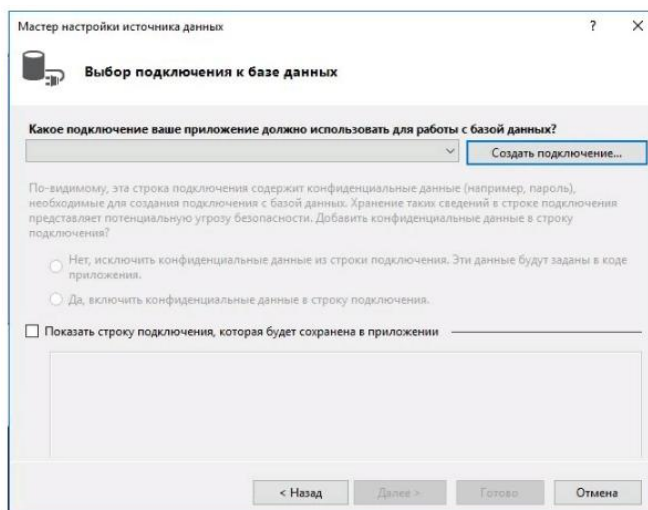 Мастер настройки источника данных
?
Выбор подключения к базе данных
Какое подключение ваше приложение должно использовать для работы с базой данных?
Создать подключение...
По-видимому, эта строка подключения содержит конфиденциальные данные (например, пароль),
необходимые для создания подключения с базой данных. Хранение таких сведений в строке подключения
представляет потенциальную угрозу безопасности. Добавить конфиденциальные данные в строку
подключения?
Нет, исключить конфиденциальные данные из строки подключения. Эти данные будут заданы в коде
приложения.
Да, включить конфиденциальные данные в строку подключения.
Показать строку подключения, которая будет сохранена в приложении
< Назад
Далее >
Готово
Отмена